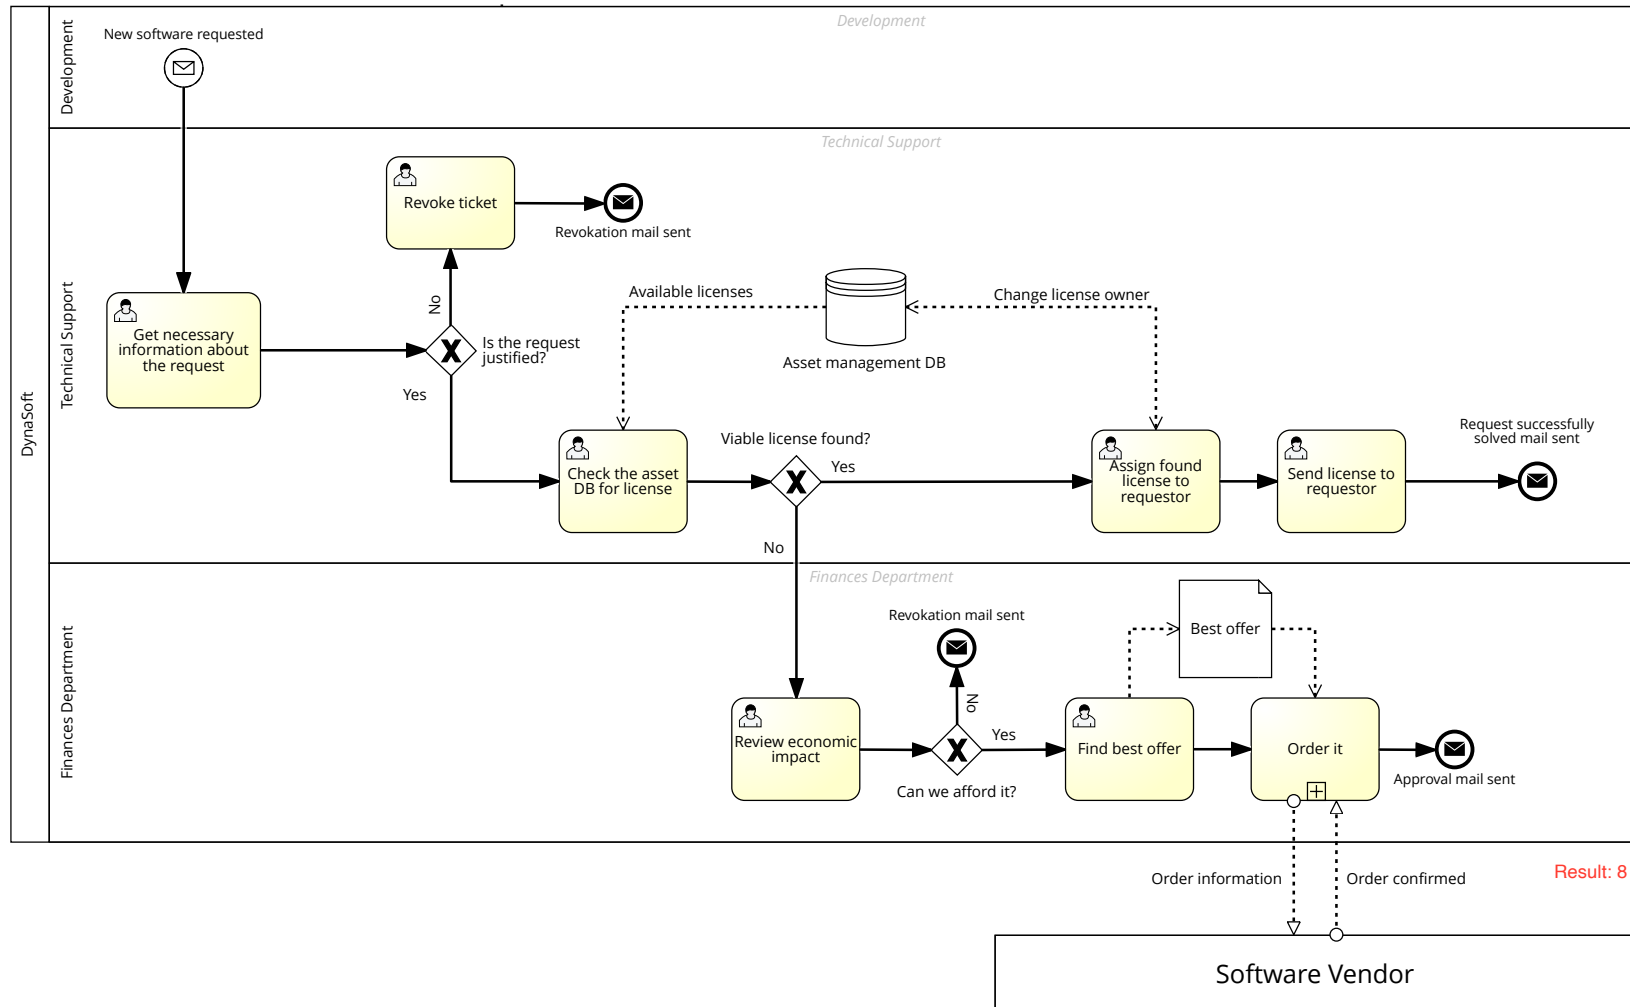 Development
Development
New software requested
Technical Support
Technical Support
Revoke ticket
Revokation mail sent
No
Available licenses
Change license owner
Get necessary
information about
the request
Is the request
justified?
Yes
Asset management DB
DynaSoft
Viable license found?
Yes
Request successfully
solved mail sent
Check the asset
DB for license
Assign found
license to
requestor
Send license to
requestor
No
Finances Department
Finances Department
Revokation mail sent
Best offer
No
Yes
Review economic
impact
Find best offer
Order it
Can we afford it?
Approval mail sent
Order information
Order confirmed
Result: 8
Software Vendor